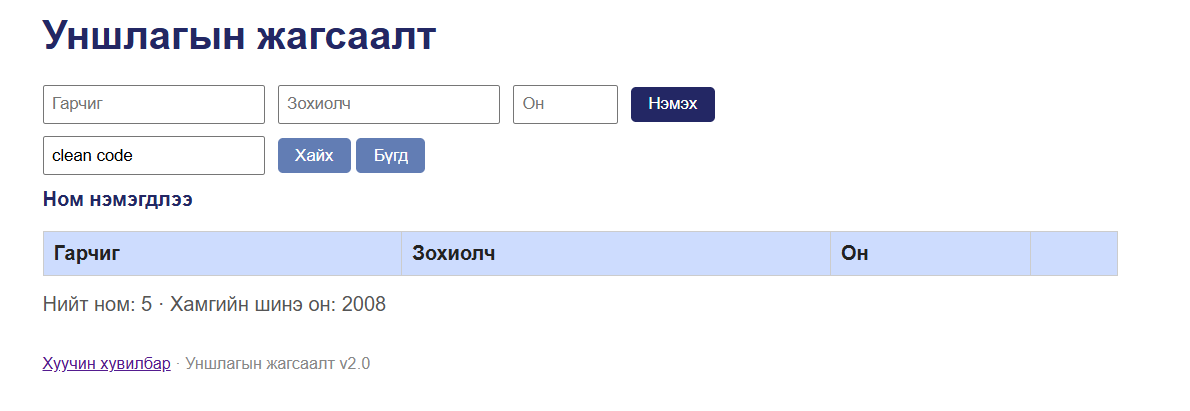 Уншлагын жагсаалт
Гарчиг Зохиолч Он Нэмэх
clean code Хайх Бүгд
Ном нэмэгдлээ
Гарчиг Зохиолч Он
Нийт ном: 5 · Хамгийн шинэ он: 2008
Хуучин хувилбар · Уншлагын жагсаалт v2.0